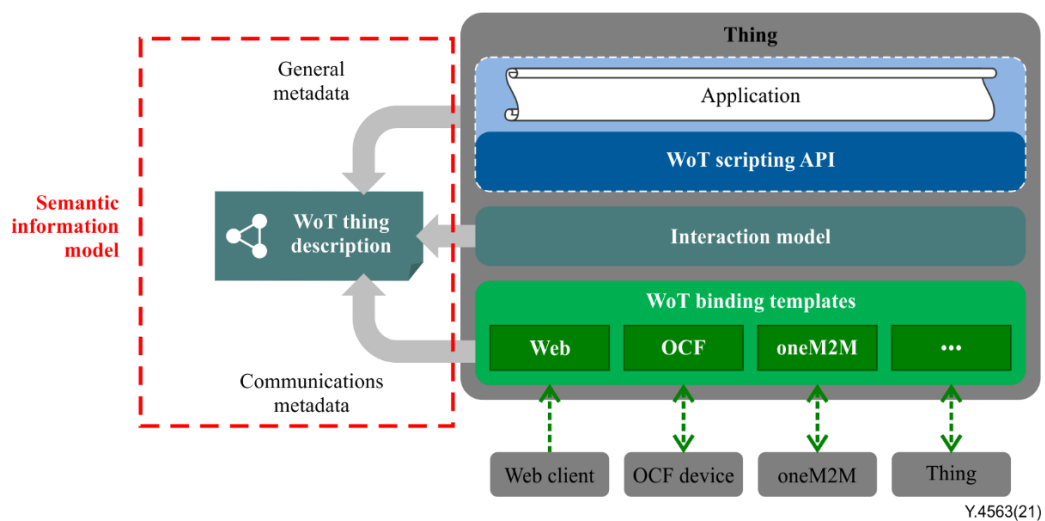 Thing
General
metadata
Application
WoT scripting API
Semantic
information
model
WoT thing
description
Interaction model
WoT binding templates
Web
OCF
oneM2M
...
Communications
metadata
Web client
OCF device
oneM2M
Thing
Y.4563(21)